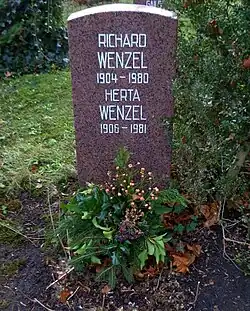 RICHARD
WENZEL
1904 - 1980
HERTA
WENZEL
1906 - 1981